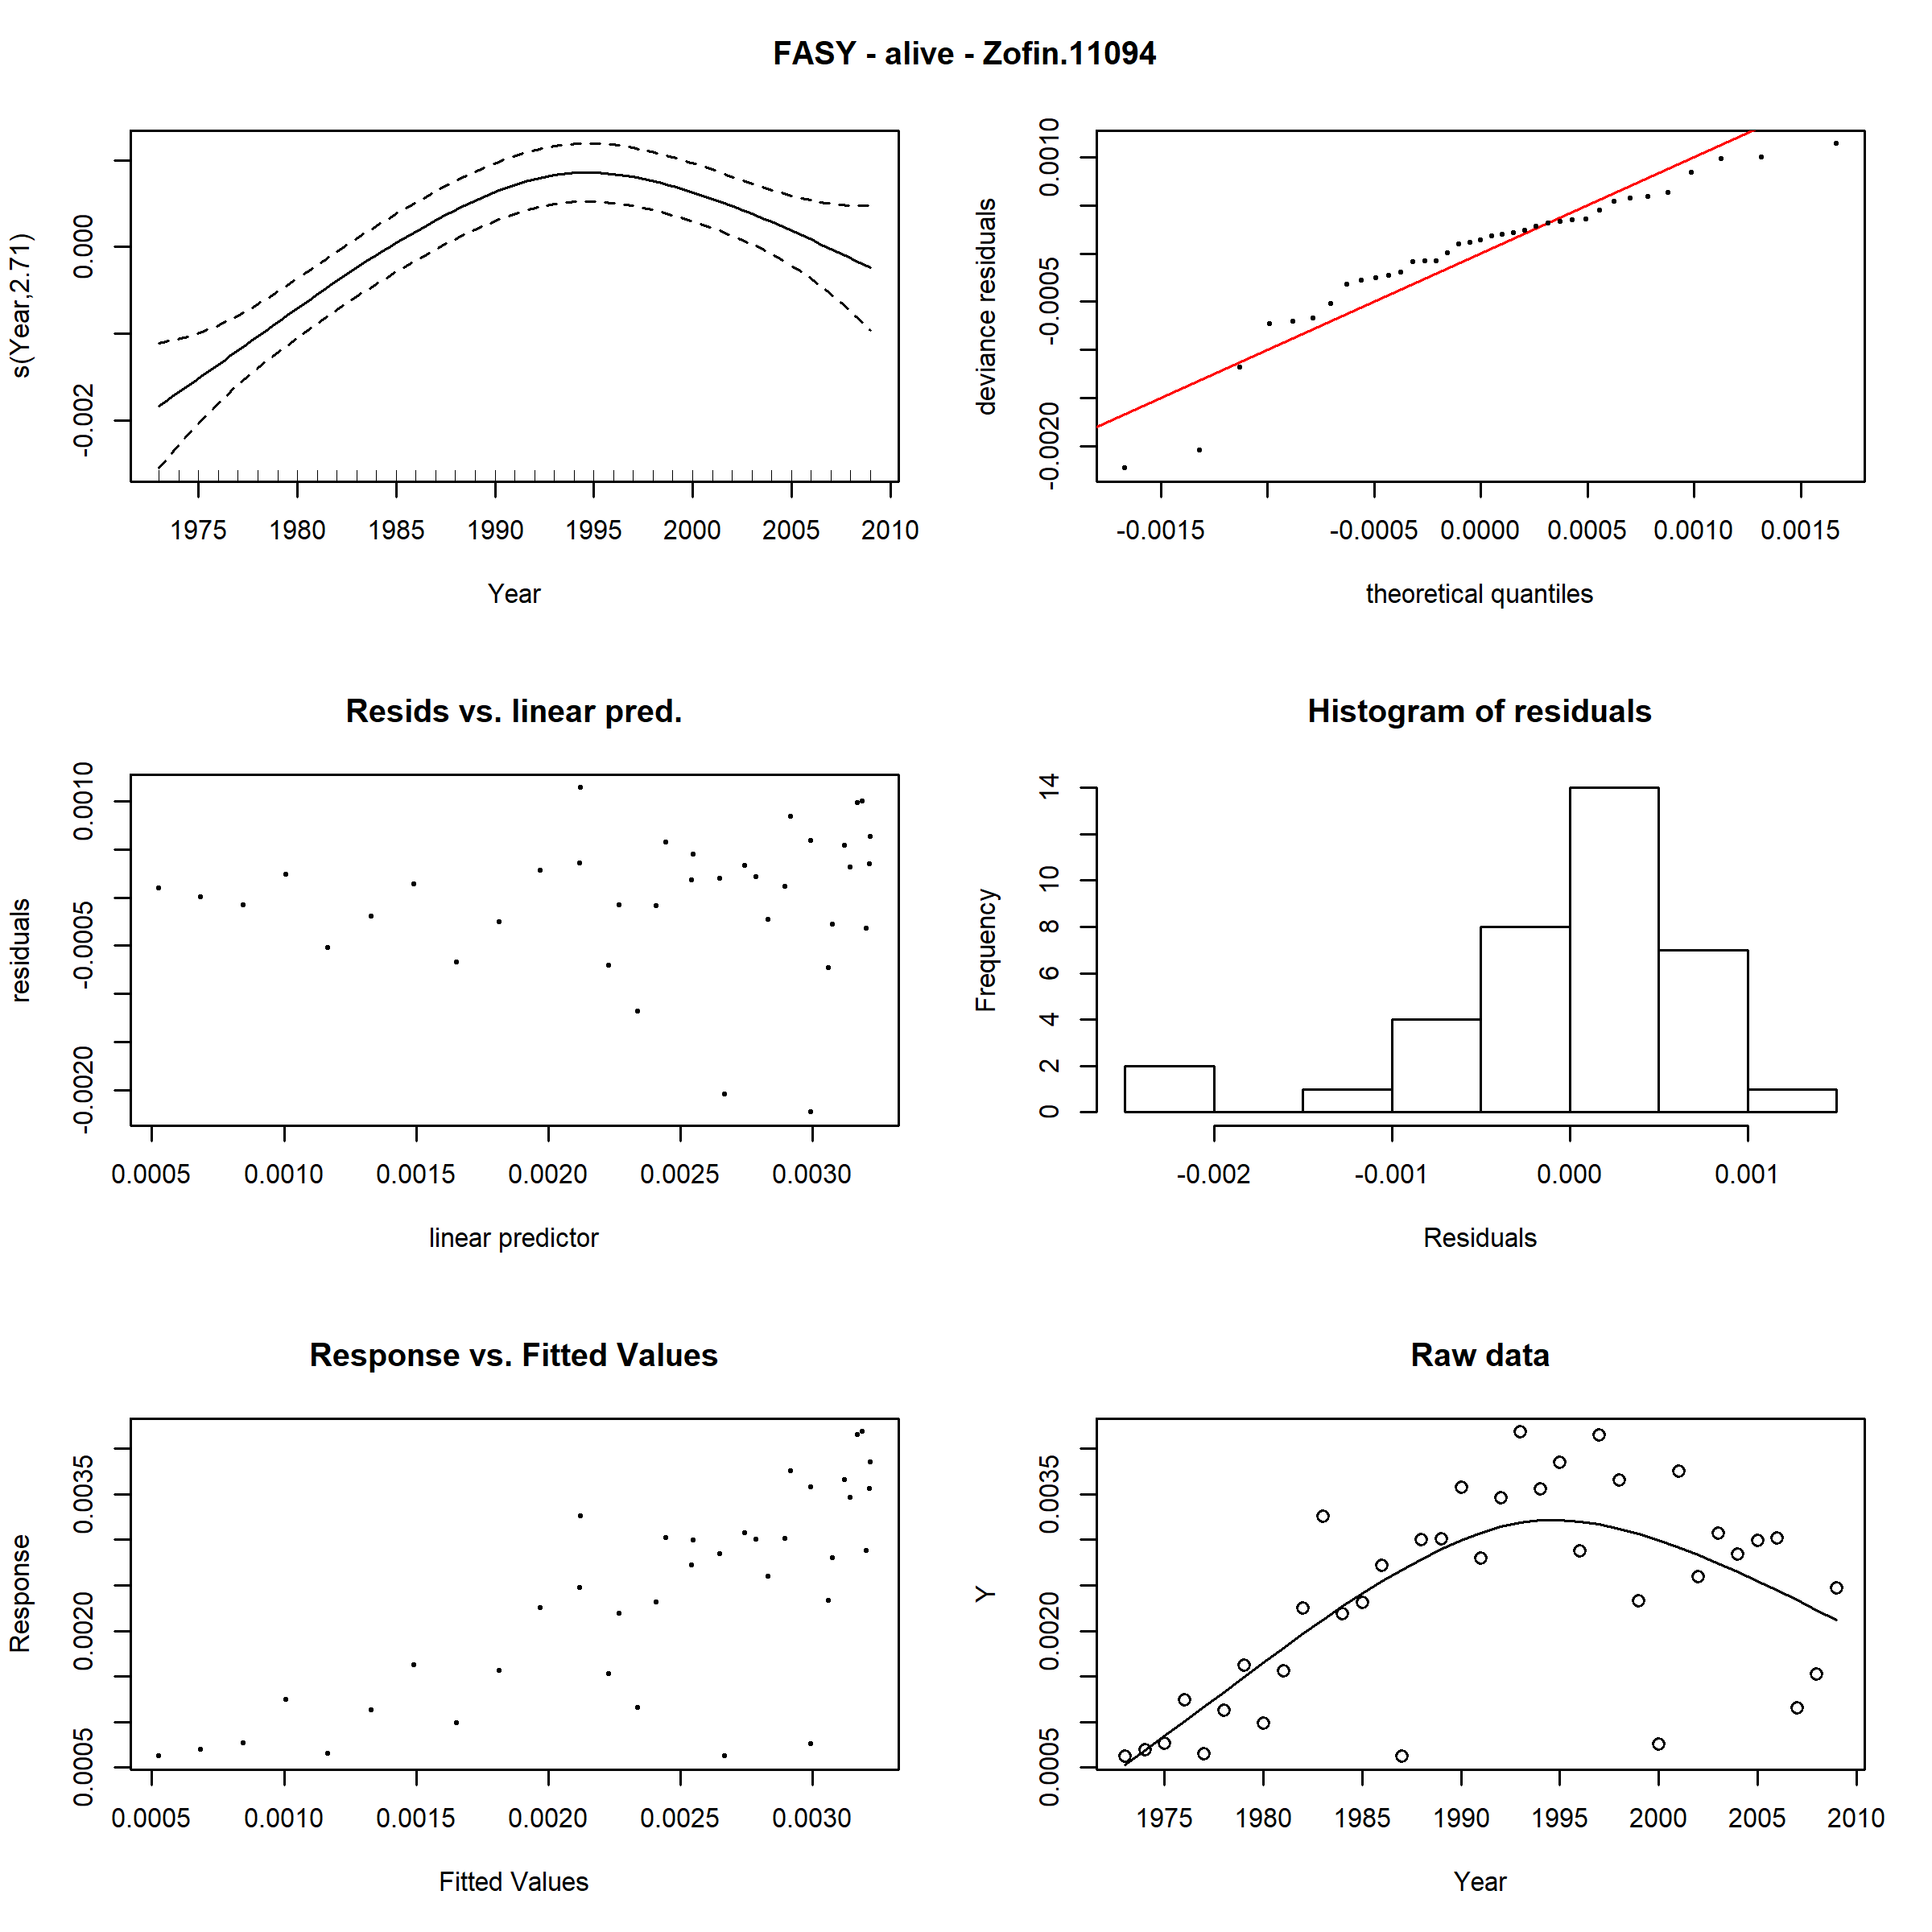 FASY - alive - Zofin.11094
s(Year,2.71)
0.000
-0.002
1975 1980 1985 1990 1995 2000 2005 2010
Year
deviance residuals
0.0010
-0.0005
-0.0020
-0.0015 -0.0005 0.0000 0.0005 0.0010 0.0015
theoretical quantiles
Resids vs. linear pred.
residuals
0.0010
-0.0005
-0.0020
0.0005 0.0010 0.0015 0.0020 0.0025 0.0030
linear predictor
Histogram of residuals
Frequency
14
10
8
6
4
2
0
-0.002 -0.001 0.000 0.001
Residuals
Response vs. Fitted Values
Response
0.0035
0.0020
0.0005
0.0005 0.0010 0.0015 0.0020 0.0025 0.0030
Fitted Values
Raw data
Y
0.0035
0.0020
0.0005
1975 1980 1985 1990 1995 2000 2005 2010
Year